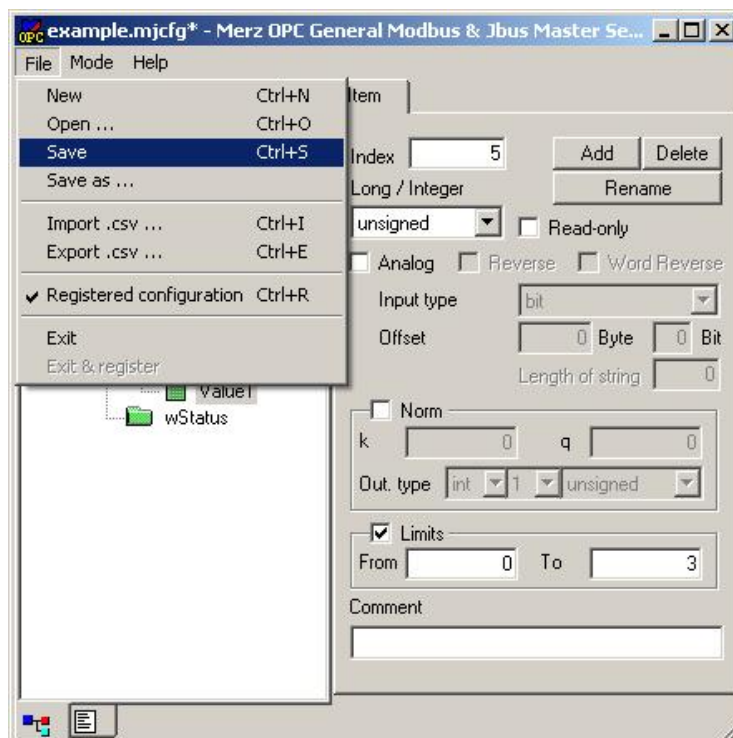 OPC example.mjcfg* - Merz OPC General Modbus & Jbus Master Se...
File Mode Help
New Ctrl+N
Open ... Ctrl+O
Save Ctrl+S
Save as ...
Import .csv ... Ctrl+I
Export .csv ... Ctrl+E
Registered configuration Ctrl+R
Exit
Exit & register
Value1
wStatus
Item
Index 5 Add Delete
Long / Integer Rename
unsigned Read-only
Analog Reverse Word Reverse
Input type bit
Offset 0 Byte 0 Bit
Length of string 0
Norm
k 0 q 0
Out. type int 1 unsigned
Limits
From 0 To 3
Comment